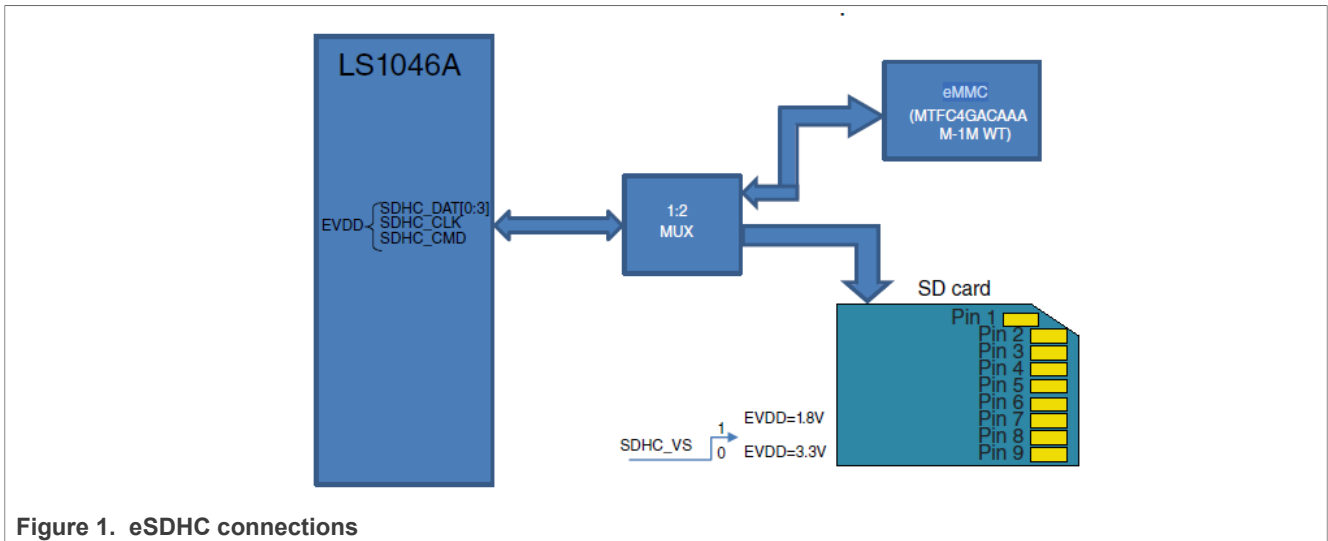 LS1046A
EVDD
SDHC_DAT[0:3]
SDHC_CLK
SDHC_CMD
1:2
MUX
eMMC
(MTFC4GACAAA
M-1M WT)
SD card
Pin 1
Pin 2
Pin 3
Pin 4
Pin 5
Pin 6
Pin 7
Pin 8
Pin 9
SDHC_VS
1
EVDD=1.8V
0
EVDD=3.3V
Figure 1. eSDHC connections